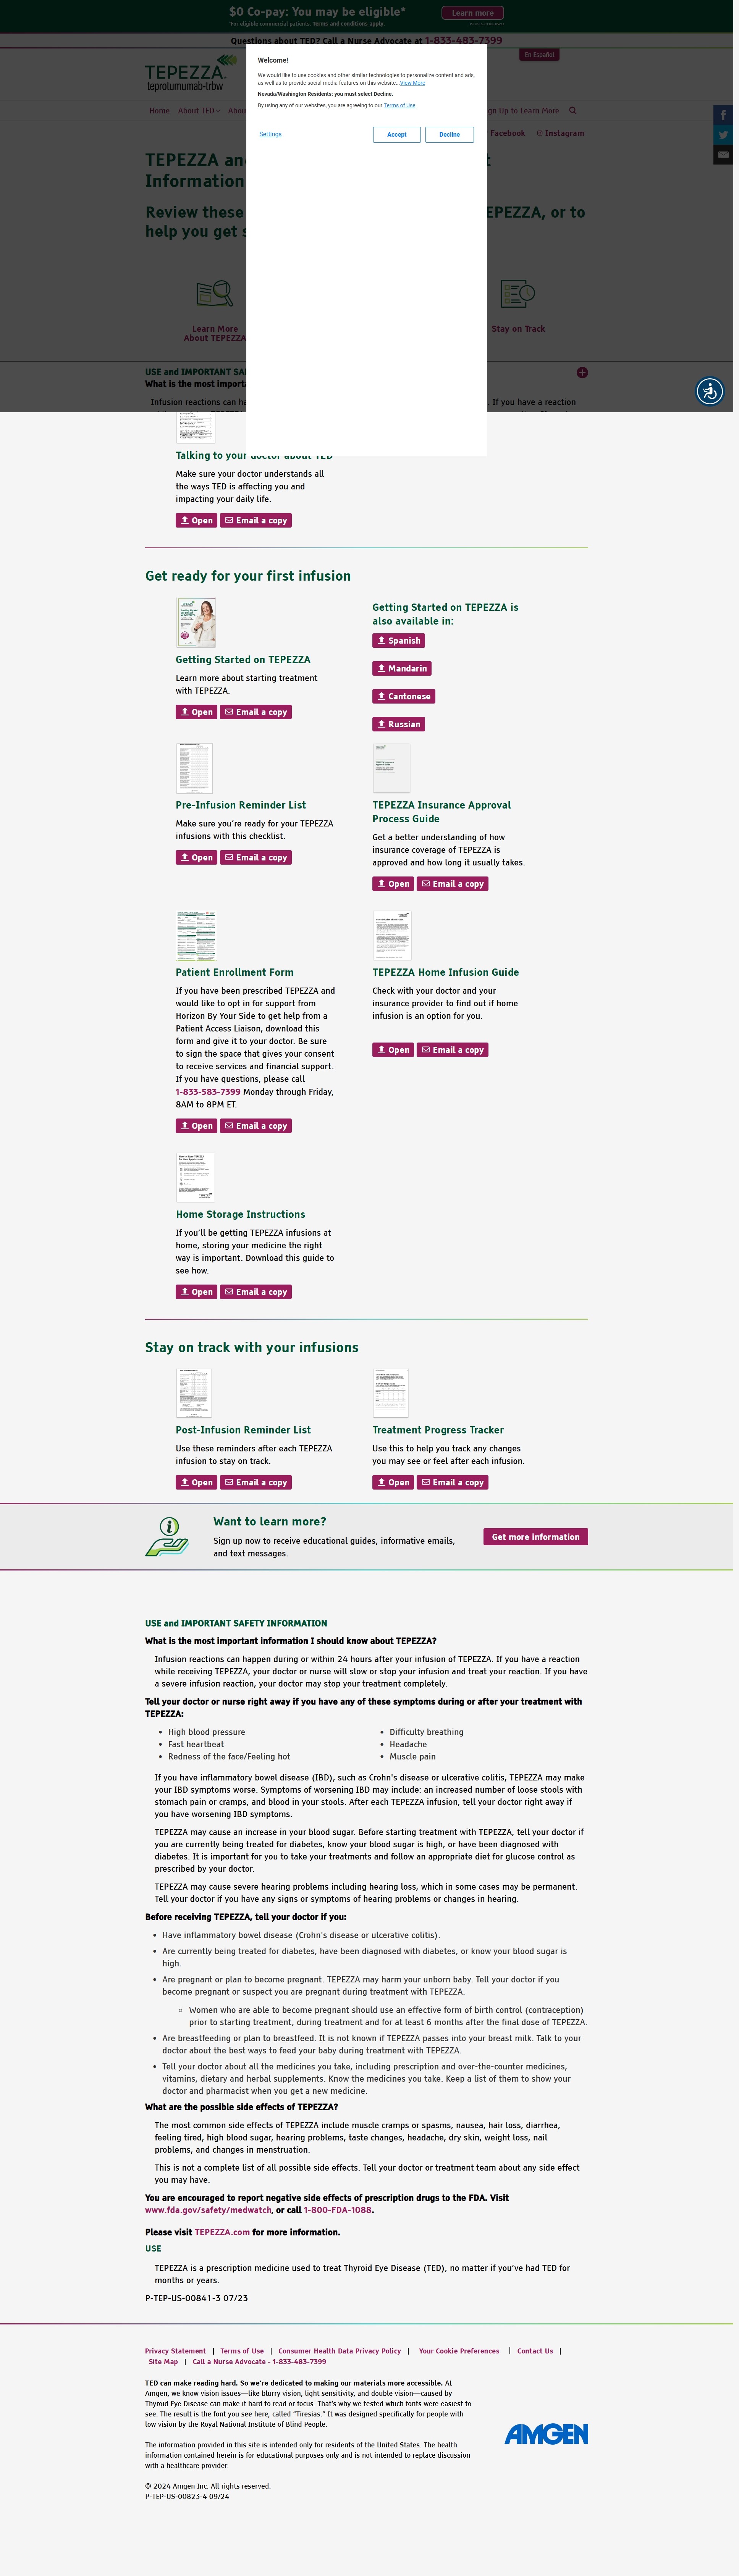 $0 Co-pay: You may be eligible*
*For eligible commercial patients. Terms and conditions apply
Learn more
Questions about TED? Call a Nurse Advocate at 1-833-483-7399
En Español
TEPEZZA
teprotumumab-trbw
Home About TED
Sign Up to Learn More
Facebook Instagram
TEPEZZA
Information
Review these
TEPEZZA, or to
help you get
Learn More
About TEPEZZA
Stay on Track
Welcome!
We would like to use cookies and other similar technologies to personalize content and ads,
as well as to provide social media features on this website...View More
Nevada/Washington Residents: you must select Decline.
By using any of our websites, you are agreeing to our Terms of Use.
Settings
Accept
Decline
USE and IMPORTANT
What is the most
Infusion reactions can
. If you have a reaction
Talking to your doctor about TED
Make sure your doctor understands all
the ways TED is affecting you and
impacting your daily life.
Open Email a copy
Get ready for your first infusion
Getting Started on TEPEZZA
Learn more about starting treatment
with TEPEZZA.
Open Email a copy
Getting Started on TEPEZZA is
also available in:
Spanish
Mandarin
Cantonese
Russian
Pre-Infusion Reminder List
Make sure you're ready for your TEPEZZA
infusions with this checklist.
Open Email a copy
TEPEZZA Insurance Approval
Process Guide
Get a better understanding of how
insurance coverage of TEPEZZA is
approved and how long it usually takes.
Open Email a copy
Patient Enrollment Form
If you have been prescribed TEPEZZA and
would like to opt in for support from
Horizon By Your Side to get help from a
Patient Access Liaison, download this
form and give it to your doctor. Be sure
to sign the space that gives your consent
to receive services and financial support.
If you have questions, please call
1-833-583-7399 Monday through Friday,
8AM to 8PM ET.
Open Email a copy
TEPEZZA Home Infusion Guide
Check with your doctor and your
insurance provider to find out if home
infusion is an option for you.
Open Email a copy
Home Storage Instructions
If you'll be getting TEPEZZA infusions at
home, storing your medicine the right
way is important. Download this guide to
see how.
Open Email a copy
Stay on track with your infusions
Post-Infusion Reminder List
Use these reminders after each TEPEZZA
infusion to stay on track.
Open Email a copy
Treatment Progress Tracker
Use this to help you track any changes
you may see or feel after each infusion.
Open Email a copy
Want to learn more?
Sign up now to receive educational guides, informative emails,
and text messages.
Get more information
USE and IMPORTANT SAFETY INFORMATION
What is the most important information I should know about TEPEZZA?
Infusion reactions can happen during or within 24 hours after your infusion of TEPEZZA. If you have a reaction
while receiving TEPEZZA, your doctor or nurse will slow or stop your infusion and treat your reaction. If you have
a severe infusion reaction, your doctor may stop your treatment completely.
Tell your doctor or nurse right away if you have any of these symptoms during or after your treatment with
TEPEZZA:
• High blood pressure
• Fast heartbeat
• Redness of the face/Feeling hot
• Difficulty breathing
• Headache
• Muscle pain
If you have inflammatory bowel disease (IBD), such as Crohn's disease or ulcerative colitis, TEPEZZA may make
your IBD symptoms worse. Symptoms of worsening IBD may include: an increased number of loose stools with
stomach pain or cramps, and blood in your stools. After each TEPEZZA infusion, tell your doctor right away if
you have worsening IBD symptoms.
TEPEZZA may cause an increase in your blood sugar. Before starting treatment with TEPEZZA, tell your doctor if
you are currently being treated for diabetes, know your blood sugar is high, or have been diagnosed with
diabetes. It is important for you to take your treatments and follow an appropriate diet for glucose control as
prescribed by your doctor.
TEPEZZA may cause severe hearing problems including hearing loss, which in some cases may be permanent.
Tell your doctor if you have any signs or symptoms of hearing problems or changes in hearing.
Before receiving TEPEZZA, tell your doctor if you:
• Have inflammatory bowel disease (Crohn's disease or ulcerative colitis).
• Are currently being treated for diabetes, have been diagnosed with diabetes, or know your blood sugar is
high.
• Are pregnant or plan to become pregnant. TEPEZZA may harm your unborn baby. Tell your doctor if you
become pregnant or suspect you are pregnant during treatment with TEPEZZA.
○ Women who are able to become pregnant should use an effective form of birth control (contraception)
prior to starting treatment, during treatment and for at least 6 months after the final dose of TEPEZZA.
• Are breastfeeding or plan to breastfeed. It is not known if TEPEZZA passes into your breast milk. Talk to your
doctor about the best ways to feed your baby during treatment with TEPEZZA.
• Tell your doctor about all the medicines you take, including prescription and over-the-counter medicines,
vitamins, dietary and herbal supplements. Know the medicines you take. Keep a list of them to show your
doctor and pharmacist when you get a new medicine.
What are the possible side effects of TEPEZZA?
The most common side effects of TEPEZZA include muscle cramps or spasms, nausea, hair loss, diarrhea,
feeling tired, high blood sugar, hearing problems, taste changes, headache, dry skin, weight loss, nail
problems, and changes in menstruation.
This is not a complete list of all possible side effects. Tell your doctor or treatment team about any side effect
you may have.
You are encouraged to report negative side effects of prescription drugs to the FDA. Visit
www.fda.gov/safety/medwatch, or call 1-800-FDA-1088.
Please visit TEPEZZA.com for more information.
USE
TEPEZZA is a prescription medicine used to treat Thyroid Eye Disease (TED), no matter if you've had TED for
months or years.
P-TEP-US-00841-3 07/23
Privacy Statement | Terms of Use | Consumer Health Data Privacy Policy | Your Cookie Preferences | Contact Us |
Site Map | Call a Nurse Advocate - 1-833-483-7399
TED can make reading hard. So we're dedicated to making our materials more accessible. At
Amgen, we know vision issues—like blurry vision, light sensitivity, and double vision—caused by
Thyroid Eye Disease can make it hard to read or focus. That's why we tested which fonts were easiest to
see. The result is the font you see here, called "Tiresias." It was designed specifically for people with
low vision by the Royal National Institute of Blind People.
AMGEN
The information provided in this site is intended only for residents of the United States. The health
information contained herein is for educational purposes only and is not intended to replace discussion
with a healthcare provider.
© 2024 Amgen Inc. All rights reserved.
P-TEP-US-00823-4 09/24